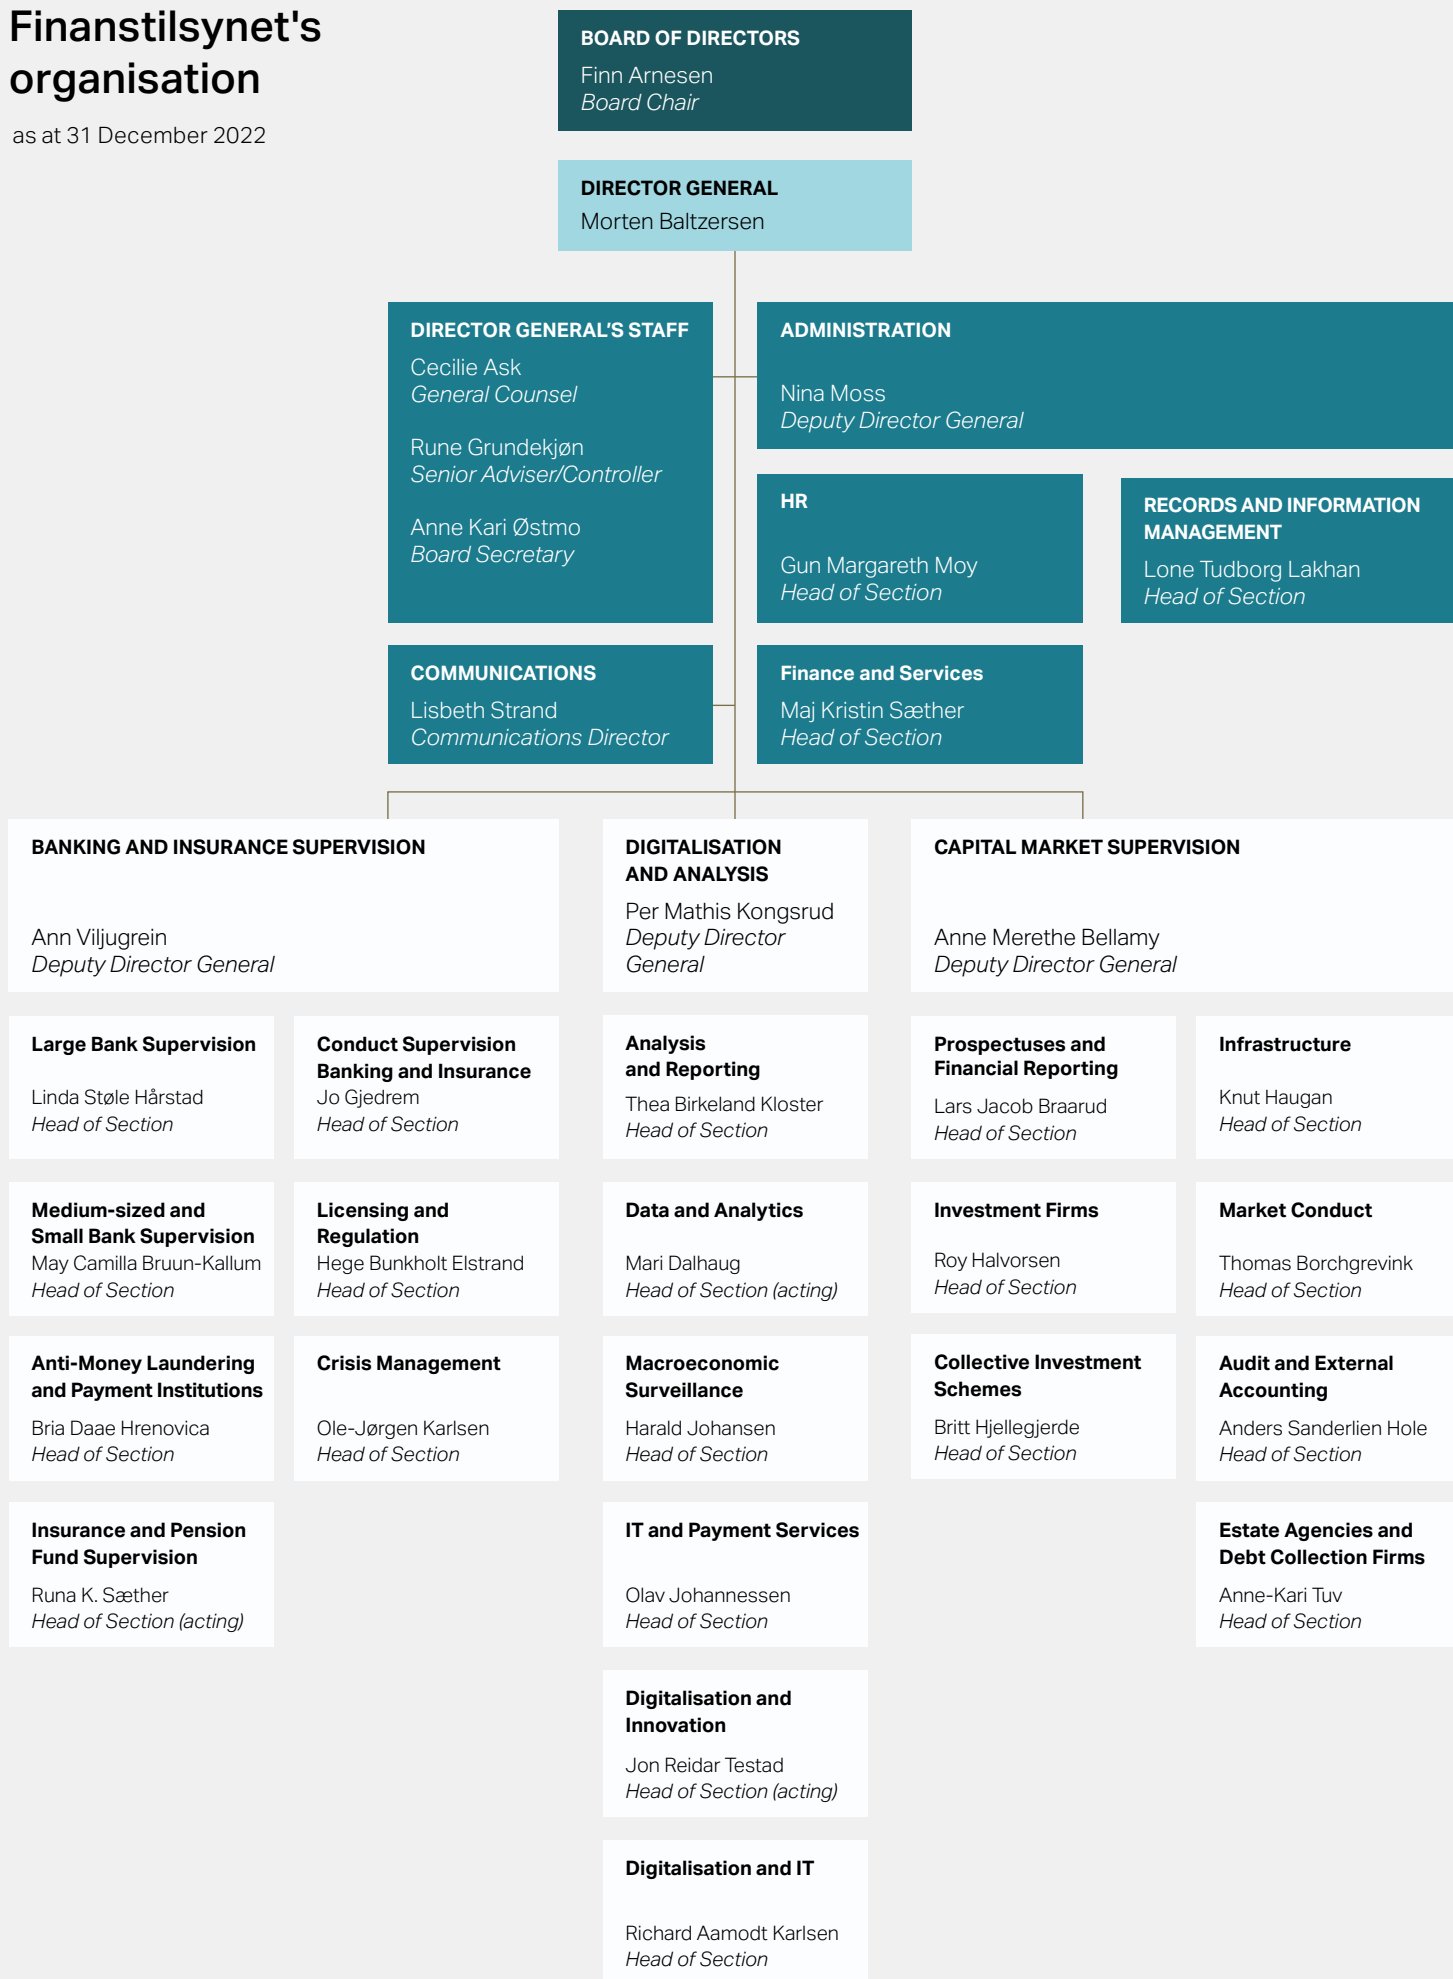 Finanstilsynet's
organisation
as at 31 December 2022
BOARD OF DIRECTORS
Finn Arnesen
Board Chair
DIRECTOR GENERAL
Morten Baltzersen
DIRECTOR GENERAL’S STAFF
Cecilie Ask
General Counsel
Rune Grundekjøn
Senior Adviser/Controller
Anne Kari Østmo
Board Secretary
ADMINISTRATION
Nina Moss
Deputy Director General
HR
Gun Margareth Moy
Head of Section
RECORDS AND INFORMATION
MANAGEMENT
Lone Tudborg Lakhan
Head of Section
COMMUNICATIONS
Lisbeth Strand
Communications Director
Finance and Services
Maj Kristin Sæther
Head of Section
BANKING AND INSURANCE SUPERVISION
Ann Viljugrein
Deputy Director General
DIGITALISATION
AND ANALYSIS
Per Mathis Kongsrud
Deputy Director
General
CAPITAL MARKET SUPERVISION
Anne Merethe Bellamy
Deputy Director General
Large Bank Supervision
Linda Støle Hårstad
Head of Section
Conduct Supervision
Banking and Insurance
Jo Gjedrem
Head of Section
Analysis
and Reporting
Thea Birkeland Kloster
Head of Section
Prospectuses and
Financial Reporting
Lars Jacob Braarud
Head of Section
Infrastructure
Knut Haugan
Head of Section
Medium-sized and
Small Bank Supervision
May Camilla Bruun-Kallum
Head of Section
Licensing and
Regulation
Hege Bunkholt Elstrand
Head of Section
Data and Analytics
Mari Dalhaug
Head of Section (acting)
Investment Firms
Roy Halvorsen
Head of Section
Market Conduct
Thomas Borchgrevink
Head of Section
Anti-Money Laundering
and Payment Institutions
Bria Daae Hrenovica
Head of Section
Crisis Management
Ole-Jørgen Karlsen
Head of Section
Macroeconomic
Surveillance
Harald Johansen
Head of Section
Collective Investment
Schemes
Britt Hjellegjerde
Head of Section
Audit and External
Accounting
Anders Sanderlien Hole
Head of Section
Insurance and Pension
Fund Supervision
Runa K. Sæther
Head of Section (acting)
IT and Payment Services
Olav Johannessen
Head of Section
Estate Agencies and
Debt Collection Firms
Anne-Kari Tuv
Head of Section
Digitalisation and
Innovation
Jon Reidar Testad
Head of Section (acting)
Digitalisation and IT
Richard Aamodt Karlsen
Head of Section